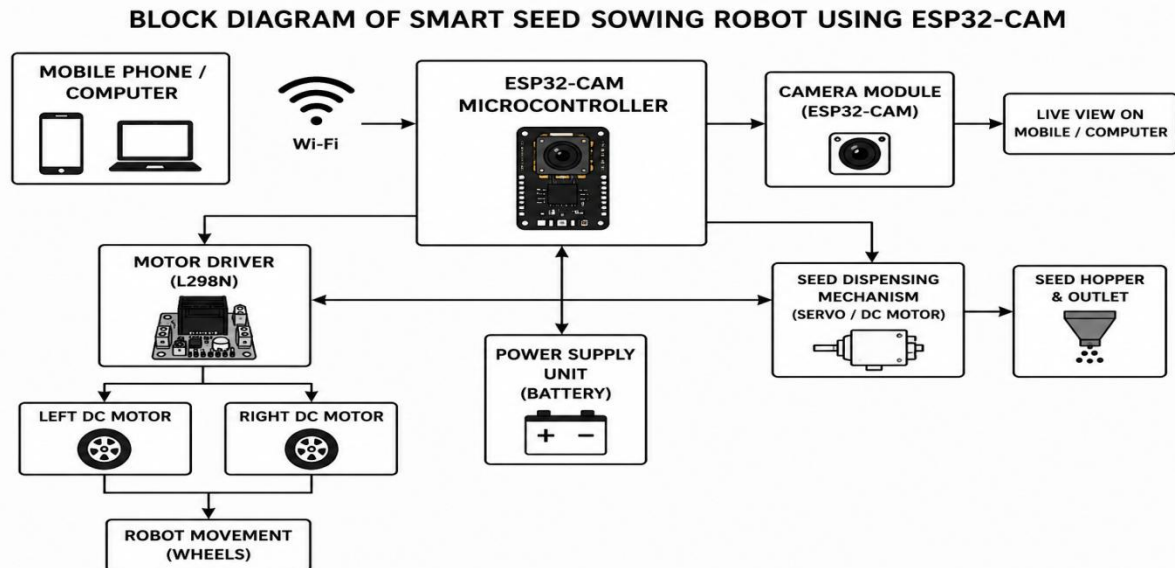 BLOCK DIAGRAM OF SMART SEED SOWING ROBOT USING ESP32-CAM
MOBILE PHONE /
COMPUTER
Wi-Fi
ESP32-CAM
MICROCONTROLLER
CAMERA MODULE
(ESP32-CAM)
LIVE VIEW ON
MOBILE / COMPUTER
MOTOR DRIVER
(L298N)
SEED DISPENSING
MECHANISM
(SERVO / DC MOTOR)
SEED HOPPER
& OUTLET
POWER SUPPLY
UNIT
(BATTERY)
+ −
LEFT DC MOTOR
RIGHT DC MOTOR
ROBOT MOVEMENT
(WHEELS)